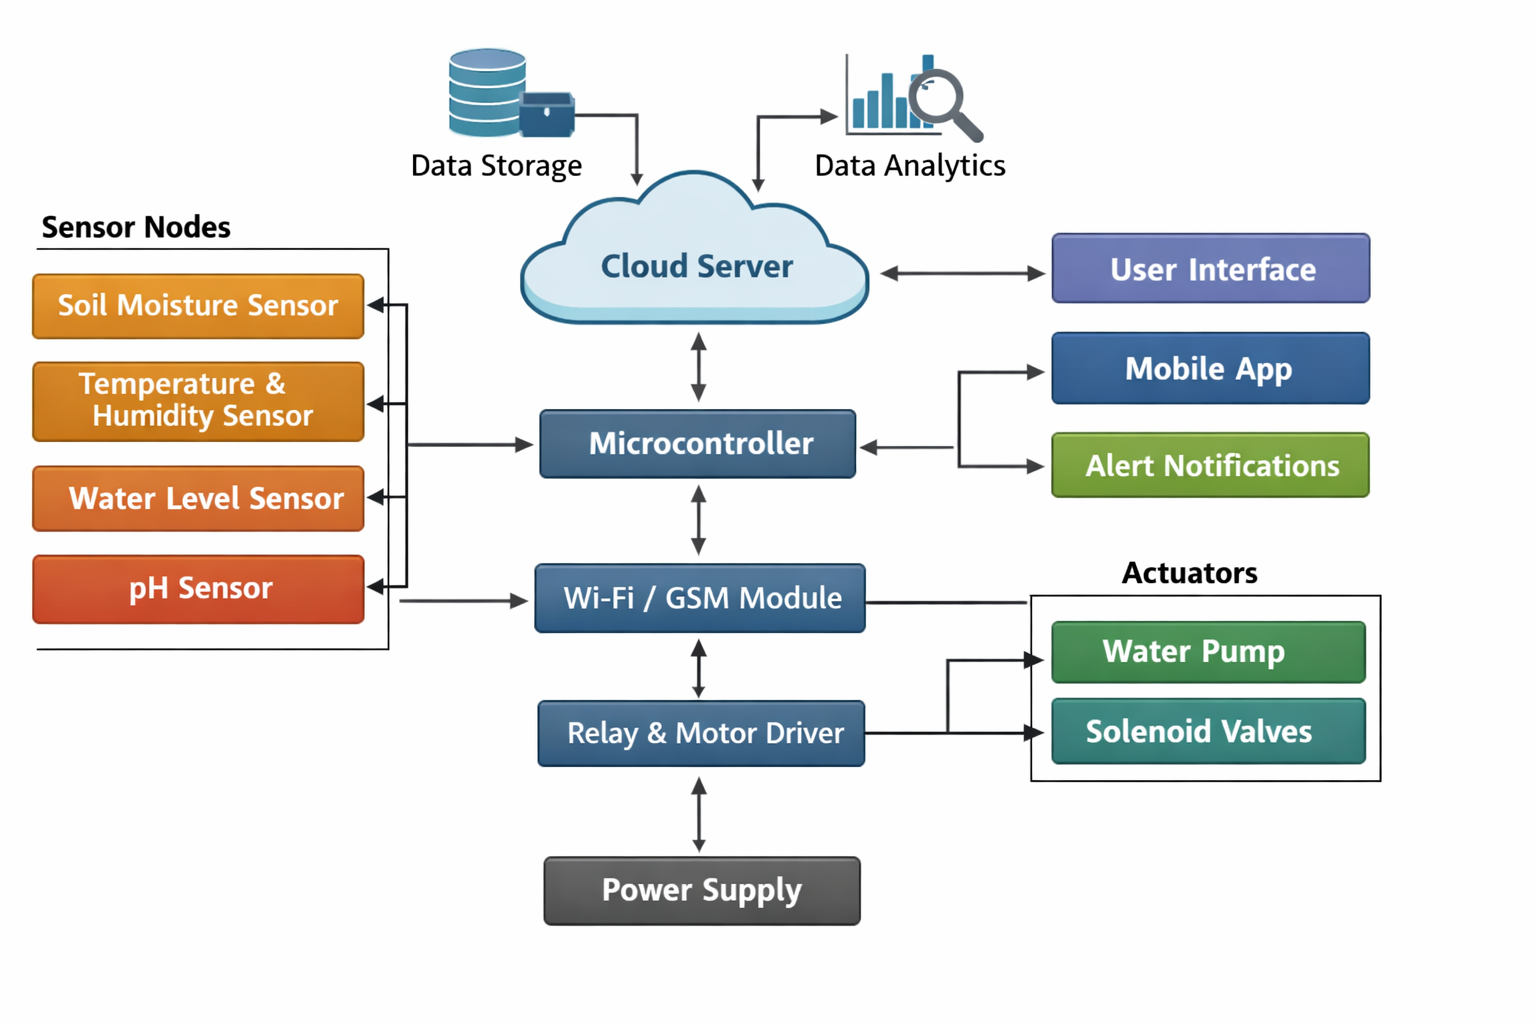 Data Storage
Data Analytics
Sensor Nodes
Soil Moisture Sensor
Temperature &
Humidity Sensor
Water Level Sensor
pH Sensor
Cloud Server
Microcontroller
Wi-Fi / GSM Module
Relay & Motor Driver
Power Supply
User Interface
Mobile App
Alert Notifications
Actuators
Water Pump
Solenoid Valves